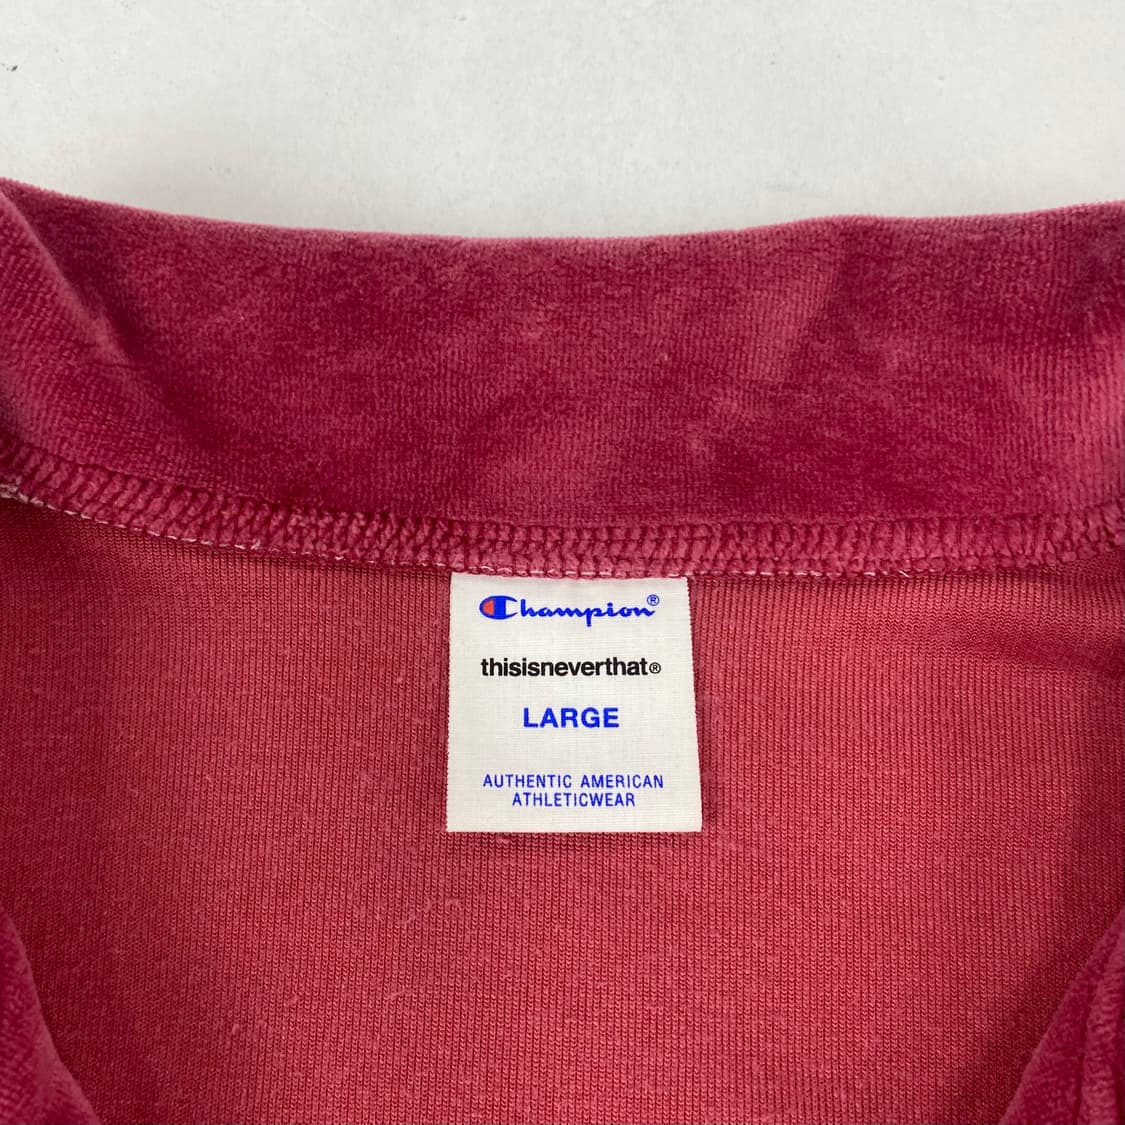 Champion®
thisisneverthat®
LARGE
AUTHENTIC AMERICAN
ATHLETICWEAR